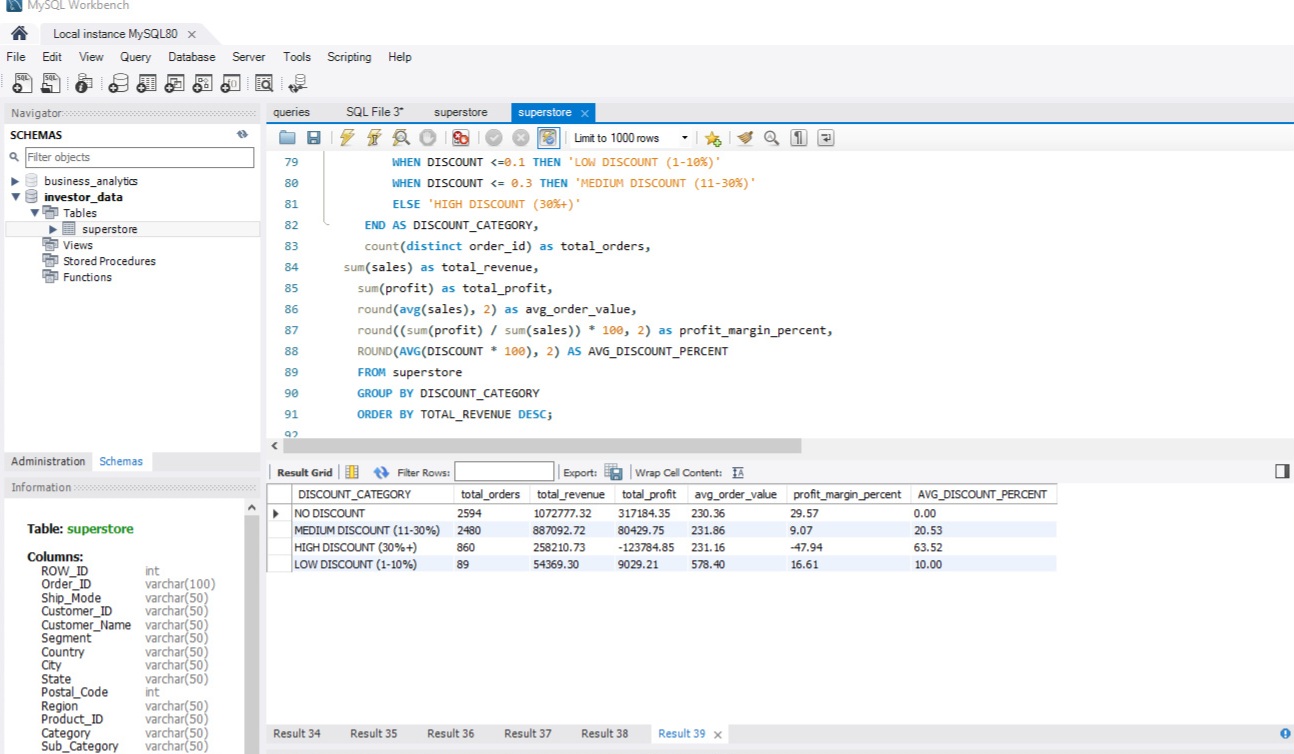 MySQL Workbench
Local instance MySQL80
File Edit View Query Database Server Tools Scripting Help
Navigator
SCHEMAS
Filter objects
business_analytics
investor_data
Tables
superstore
Views
Stored Procedures
Functions
Administration Schemas
Information
Table: superstore
Columns:
ROW_ID int
Order_ID varchar(100)
Ship_Mode varchar(50)
Customer_ID varchar(50)
Customer_Name varchar(50)
Segment varchar(50)
Country varchar(50)
City varchar(50)
State varchar(50)
Postal_Code int
Region varchar(50)
Product_ID varchar(50)
Category varchar(50)
Sub_Category varchar(50)
queries SQL File 3* superstore superstore
Limit to 1000 rows
79 WHEN DISCOUNT <=0.1 THEN 'LOW DISCOUNT (1-10%)'
80 WHEN DISCOUNT <= 0.3 THEN 'MEDIUM DISCOUNT (11-30%)'
81 ELSE 'HIGH DISCOUNT (30%+)'
82 END AS DISCOUNT_CATEGORY,
83 count(distinct order_id) as total_orders,
84 sum(sales) as total_revenue,
85 sum(profit) as total_profit,
86 round(avg(sales), 2) as avg_order_value,
87 round((sum(profit) / sum(sales)) * 100, 2) as profit_margin_percent,
88 ROUND(AVG(DISCOUNT * 100), 2) AS AVG_DISCOUNT_PERCENT
89 FROM superstore
90 GROUP BY DISCOUNT_CATEGORY
91 ORDER BY TOTAL_REVENUE DESC;
92
Result Grid Filter Rows: Export: Wrap Cell Content:
DISCOUNT_CATEGORY total_orders total_revenue total_profit avg_order_value profit_margin_percent AVG_DISCOUNT_PERCENT
NO DISCOUNT 2594 1072777.32 317184.35 230.36 29.57 0.00
MEDIUM DISCOUNT (11-30%) 2480 887092.72 80429.75 231.86 9.07 20.53
HIGH DISCOUNT (30%+) 860 258210.73 -123784.85 231.16 -47.94 63.52
LOW DISCOUNT (1-10%) 89 54369.30 9029.21 578.40 16.61 10.00
Result 34 Result 35 Result 36 Result 37 Result 38 Result 39